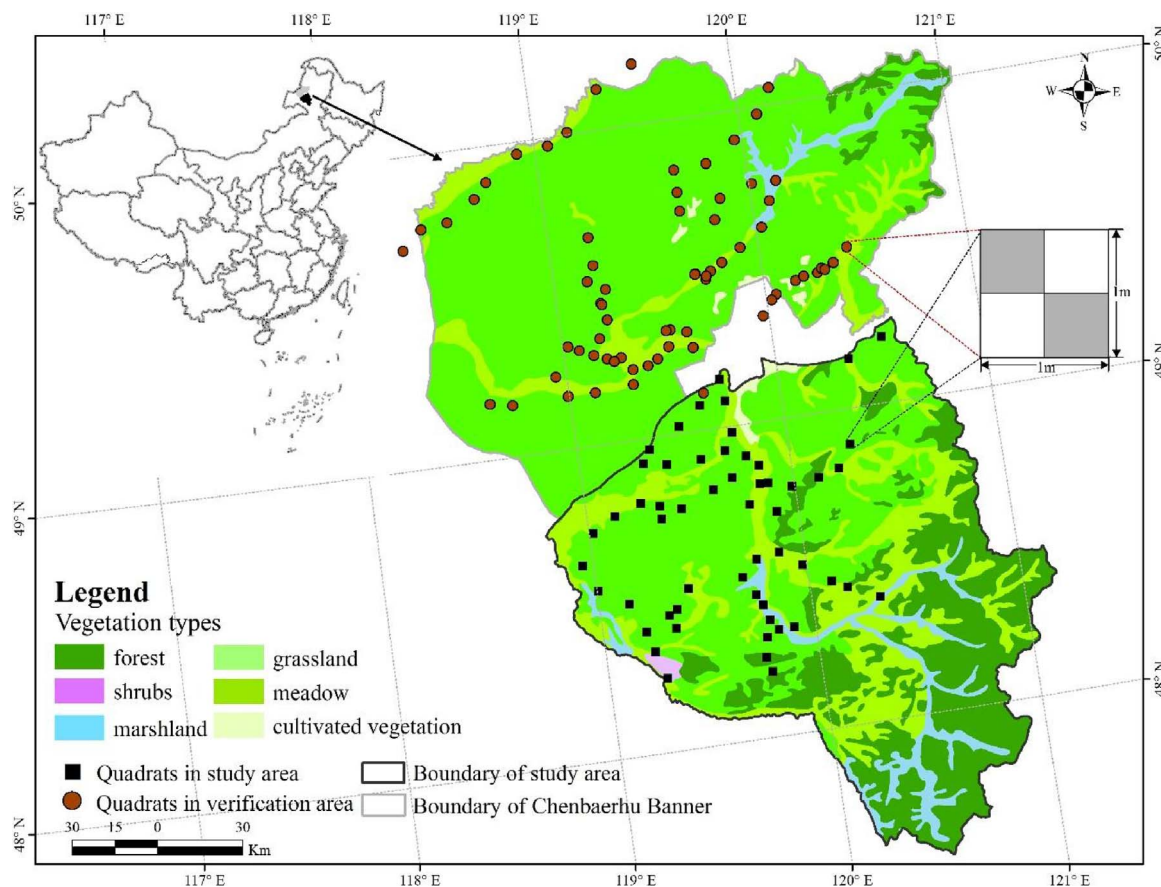 117° E
118° E
119° E
120° E
121° E
50° N
N
W E
S
50° N
1m
1m
49° N
49° N
48° N
48° N
Legend
Vegetation types
forest
grassland
shrubs
meadow
marshland
cultivated vegetation
Quadrats in study area
Boundary of study area
Quadrats in verification area
Boundary of Chenbaerhu Banner
30 15 0 30
Km
117° E
118° E
119° E
120° E
121° E